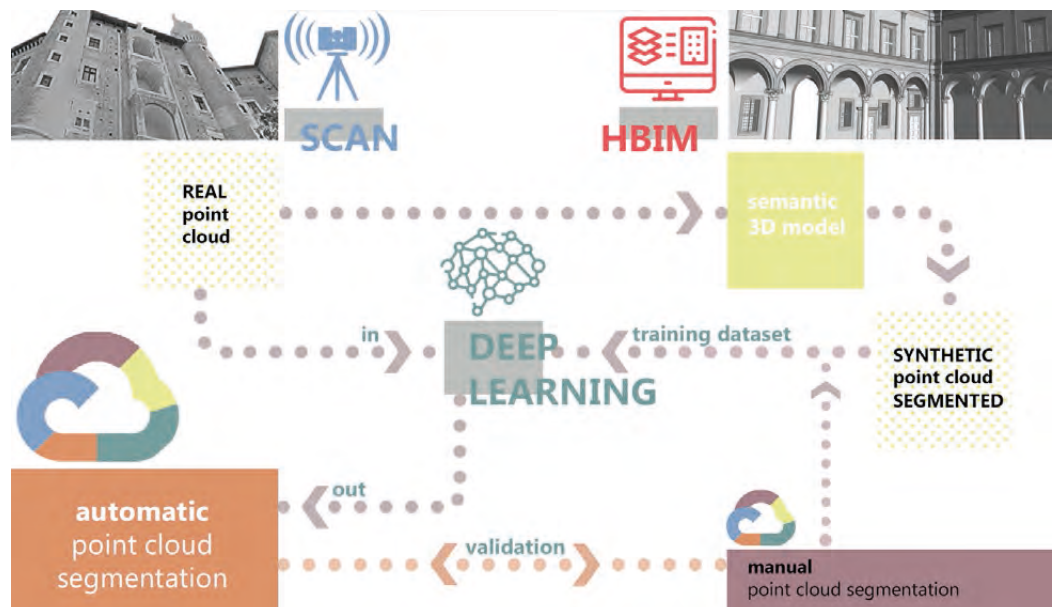 SCAN
HBIM
REAL
point
cloud
semantic
3D model
in
DEEP
LEARNING
training dataset
SYNTHETIC
point cloud
SEGMENTED
out
automatic
point cloud
segmentation
validation
manual
point cloud segmentation